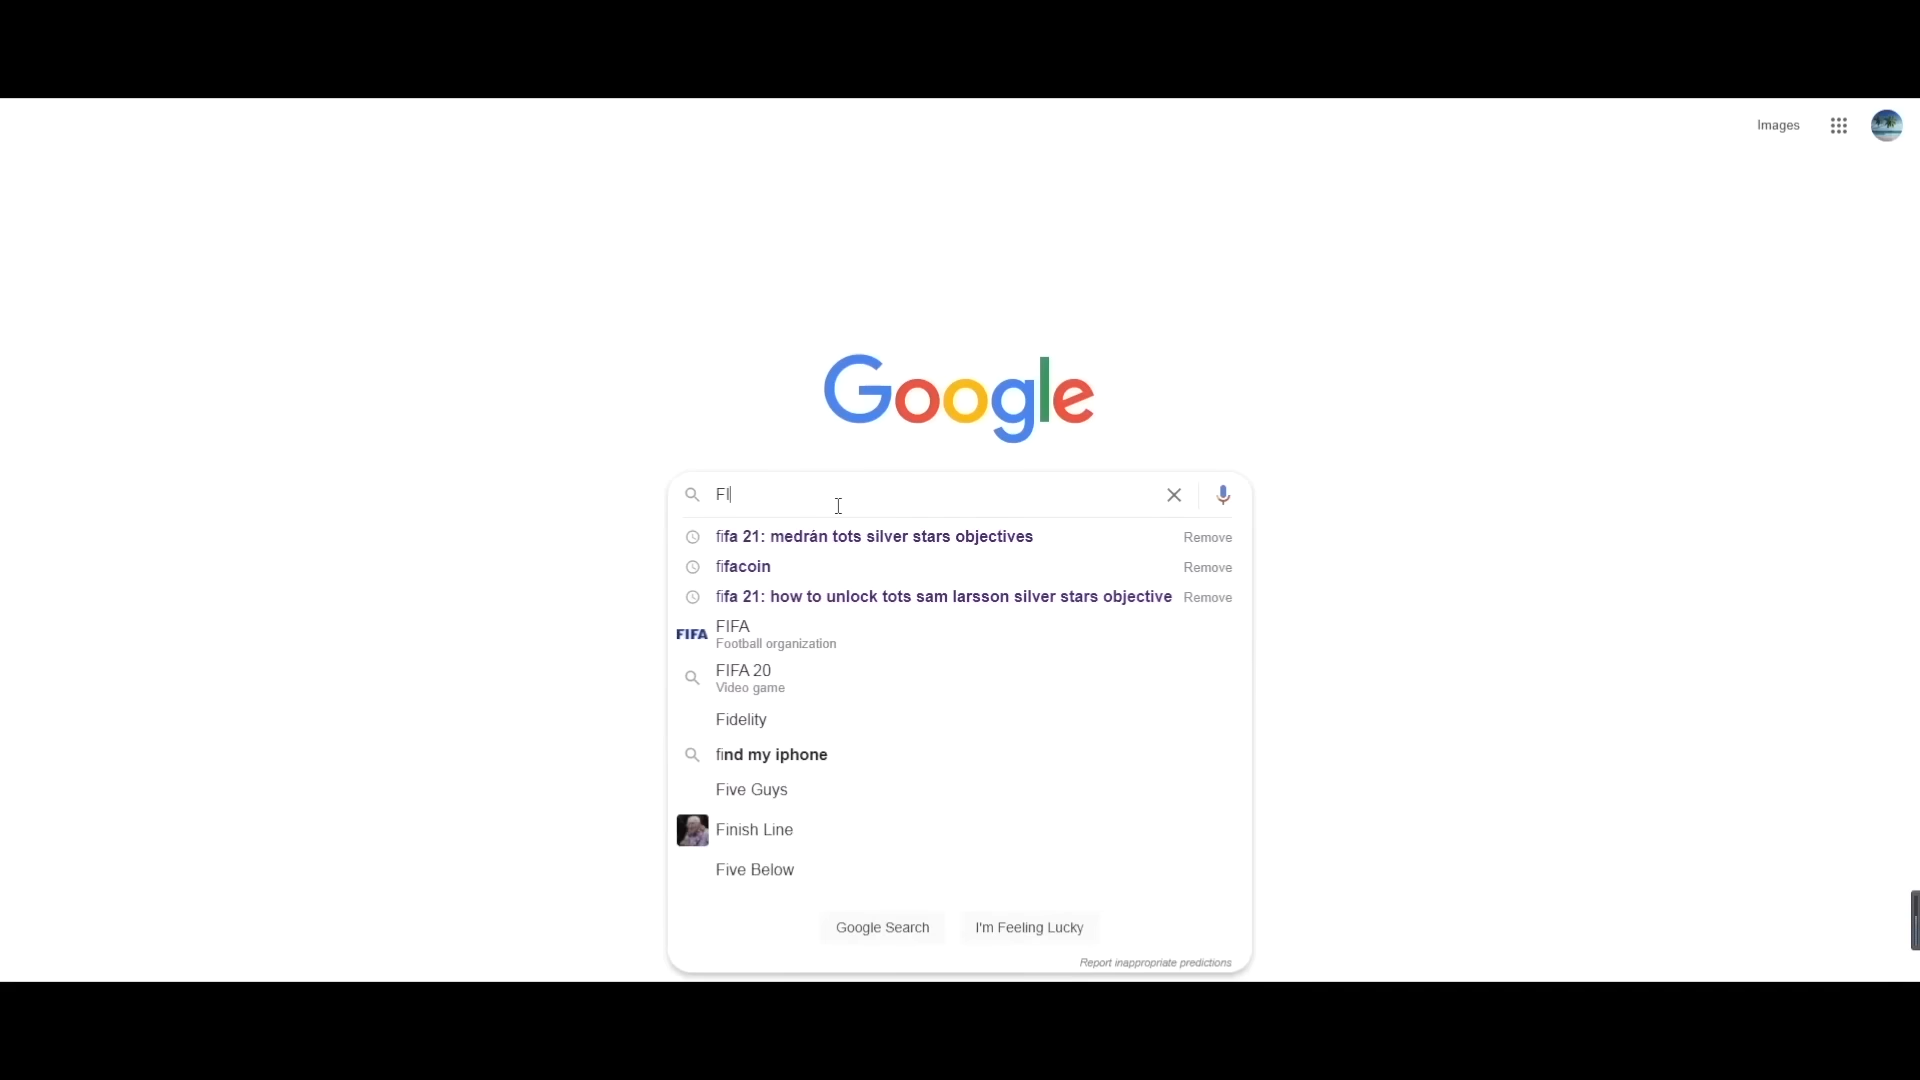 Images
Google
FI
fifa 21: medrán tots silver stars objectives Remove
fifacoin Remove
fifa 21: how to unlock tots sam larsson silver stars objective Remove
FIFA FIFA
Football organization
FIFA 20
Video game
Fidelity
find my iphone
Five Guys
Finish Line
Five Below
Google Search I'm Feeling Lucky
Report inappropriate predictions